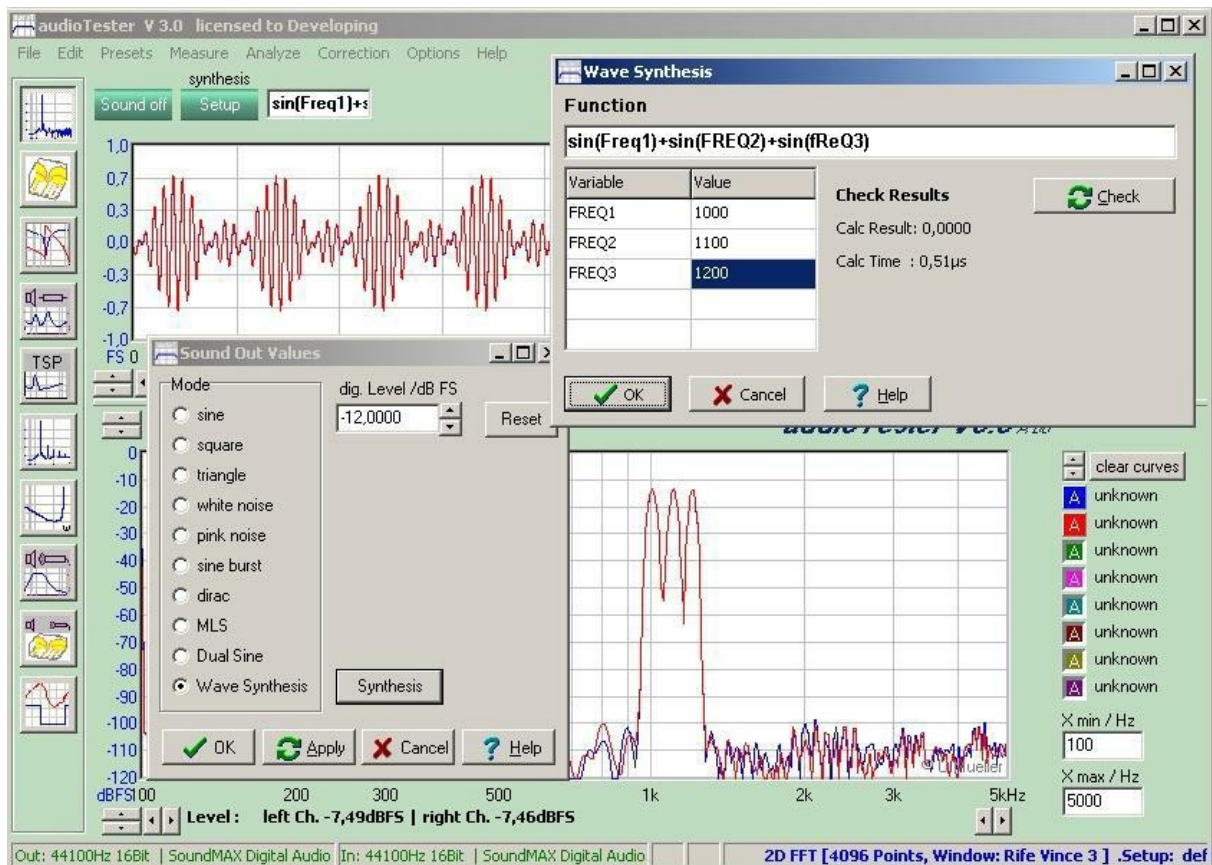 audioTester V 3.0 licensed to Developing
File Edit Presets Measure Analyze Correction Options Help
synthesis
Sound off Setup sin(Freq1)+s
1,0
0,7
0,3
0,0
-0,3
-0,7
-1,0
FS 0
TSP
Wave Synthesis
Function
sin(Freq1)+sin(FREQ2)+sin(fReQ3)
Variable Value
FREQ1 1000
FREQ2 1100
FREQ3 1200
Check Results
Calc Result: 0,0000
Calc Time : 0,51µs
Check
OK Cancel Help
Sound Out Values
Mode
sine
square
triangle
white noise
pink noise
sine burst
dirac
MLS
Dual Sine
Wave Synthesis
dig. Level /dB FS
-12,0000
Reset
Synthesis
OK Apply Cancel Help
0
-10
-20
-30
-40
-50
-60
-70
-80
-90
-100
-110
-120
dBFS 100 200 300 500 1k 2k 3k 5kHz
clear curves
A unknown
A unknown
A unknown
A unknown
A unknown
A unknown
A unknown
A unknown
X min / Hz
100
X max / Hz
5000
Level : left Ch. -7,49dBFS | right Ch. -7,46dBFS
Out: 44100Hz 16Bit | SoundMAX Digital Audio In: 44100Hz 16Bit | SoundMAX Digital Audio
2D FFT [4096 Points, Window: Rife Vince 3 ] .Setup: def